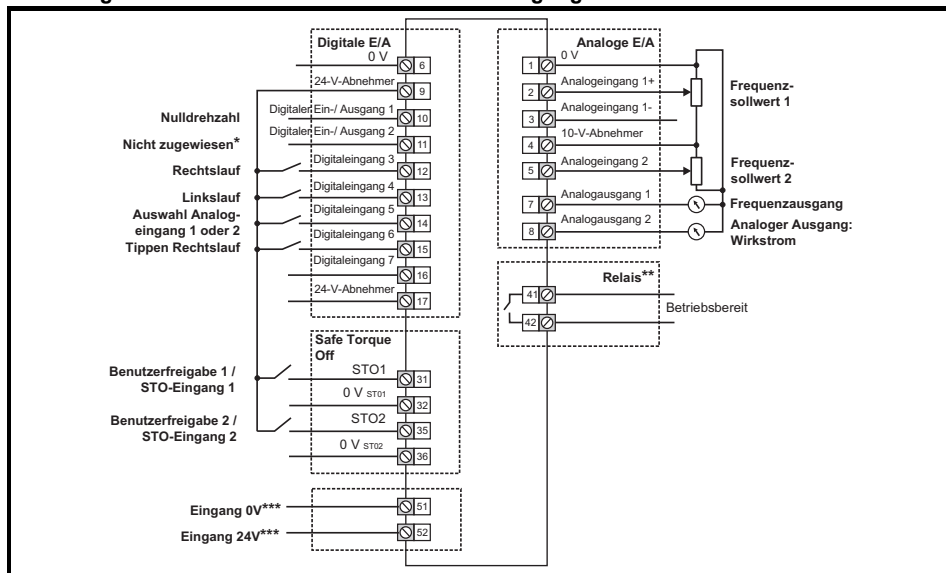 Digitale E/A
0 V
6
24-V-Abnehmer
9
Nulldrehzahl
Digitaler Ein-/ Ausgang 1
10
Nicht zugewiesen*
Digitaler Ein-/ Ausgang 2
11
Rechtslauf
Digitaleingang 3
12
Linkslauf
Digitaleingang 4
13
Auswahl Analog-
eingang 1 oder 2
Digitaleingang 5
14
Tippen Rechtslauf
Digitaleingang 6
15
Digitaleingang 7
16
24-V-Abnehmer
17
Safe Torque
Off
Benutzerfreigabe 1 /
STO-Eingang 1
STO1
31
0 V ST01
32
Benutzerfreigabe 2 /
STO-Eingang 2
STO2
35
0 V ST02
36
Eingang 0V***
51
Eingang 24V***
52
Analoge E/A
0 V
1
Analogeingang 1+
2
Analogeingang 1-
3
10-V-Abnehmer
4
Analogeingang 2
5
Analogausgang 1
7
Analogausgang 2
8
Frequenz-
sollwert 1
Frequenz-
sollwert 2
Frequenzausgang
Analoger Ausgang:
Wirkstrom
Relais**
41
42
Betriebsbereit